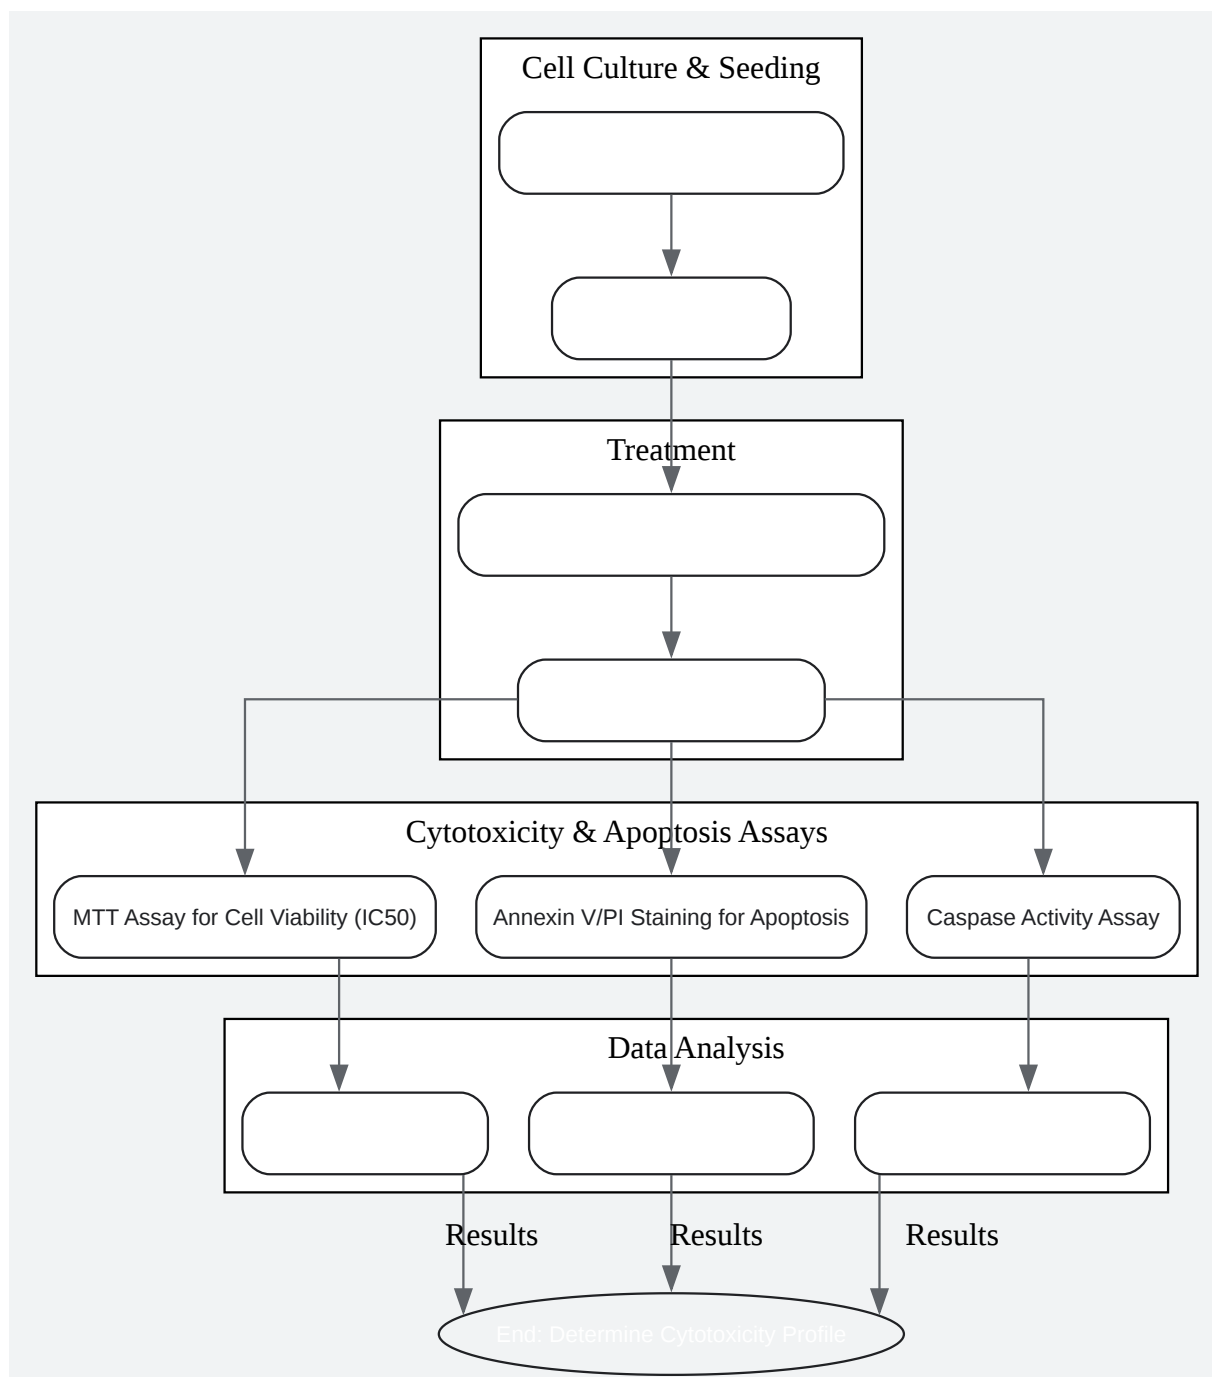 Cell Culture & Seeding
Treatment
Cytotoxicity & Apoptosis Assays
MTT Assay for Cell Viability (IC50)
Annexin V/PI Staining for Apoptosis
Caspase Activity Assay
Data Analysis
Results
Results
Results
End: Determine Cytotoxicity Profile